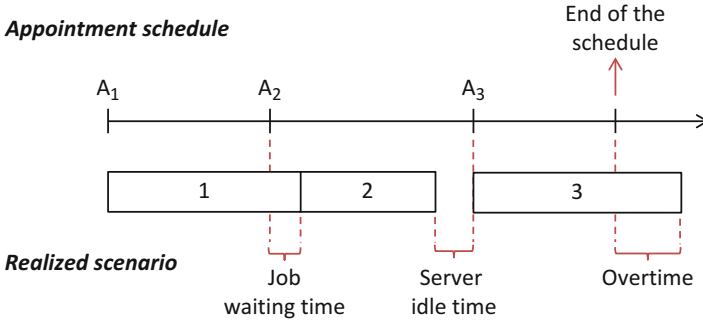 End of the
schedule
Appointment schedule
A₁ A₂ A₃
1 2 3
Realized scenario
Job
waiting time
Server
idle time
Overtime